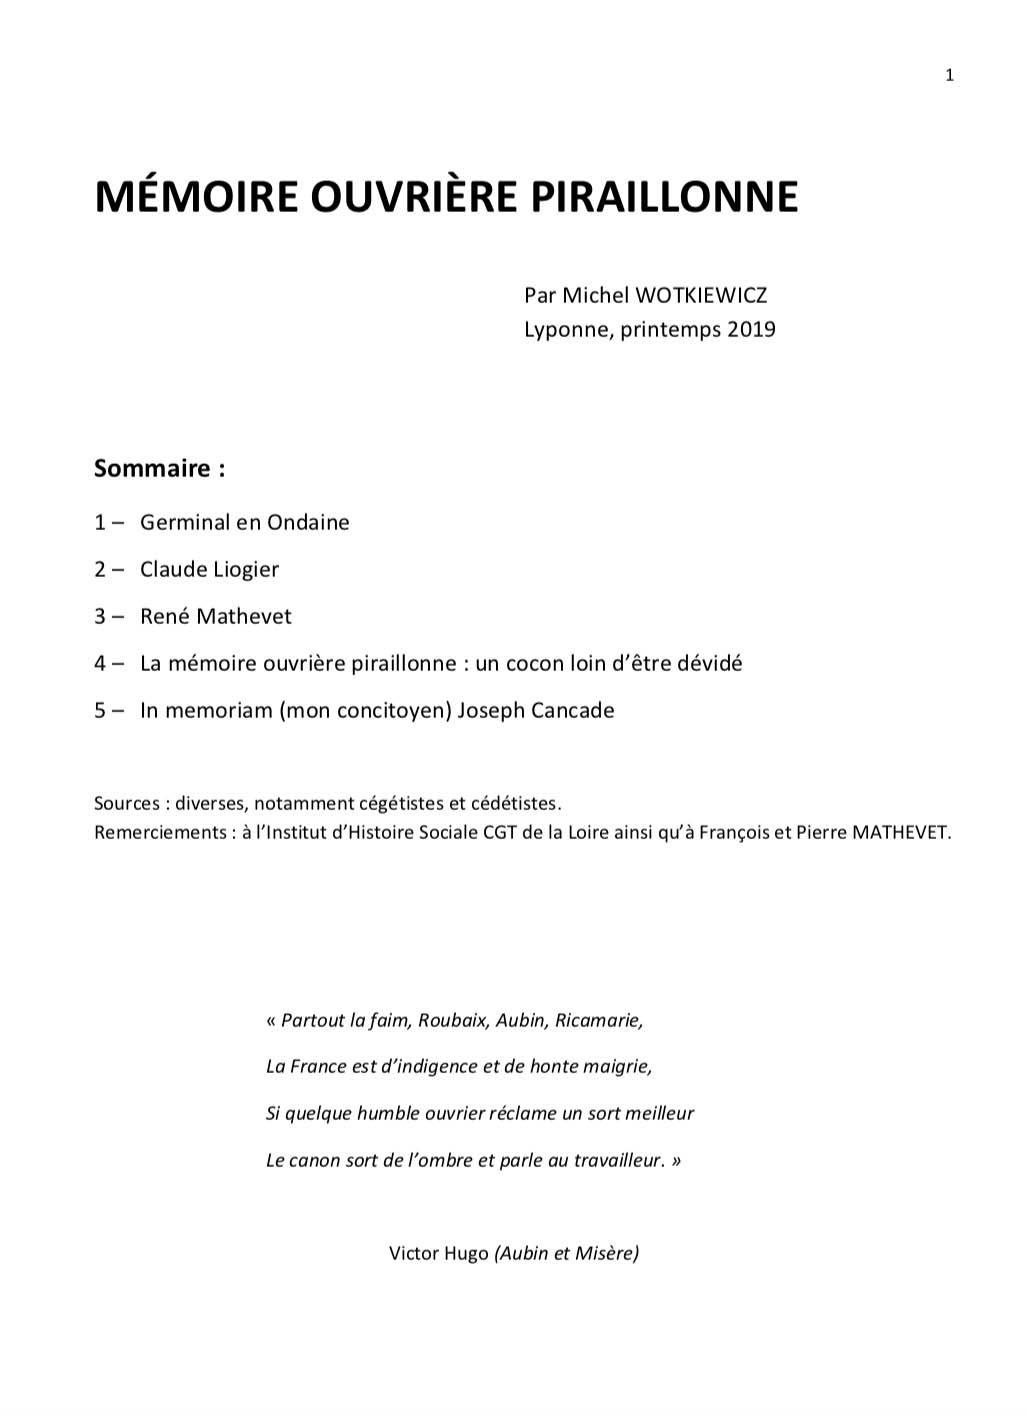 1
MÉMOIRE OUVRIÈRE PIRAILLONNE
Par Michel WOTKIEWICZ
Lyponne, printemps 2019
Sommaire :
1 – Germinal en Ondaine
2 – Claude Liogier
3 – René Mathevet
4 – La mémoire ouvrière piraillonne : un cocon loin d’être dévidé
5 – In memoriam (mon concitoyen) Joseph Cancade
Sources : diverses, notamment cégétistes et cédétistes.
Remerciements : à l’Institut d’Histoire Sociale CGT de la Loire ainsi qu’à François et Pierre MATHEVET.
« Partout la faim, Roubaix, Aubin, Ricamarie,
La France est d’indigence et de honte maigrie,
Si quelque humble ouvrier réclame un sort meilleur
Le canon sort de l’ombre et parle au travailleur. »
Victor Hugo (Aubin et Misère)